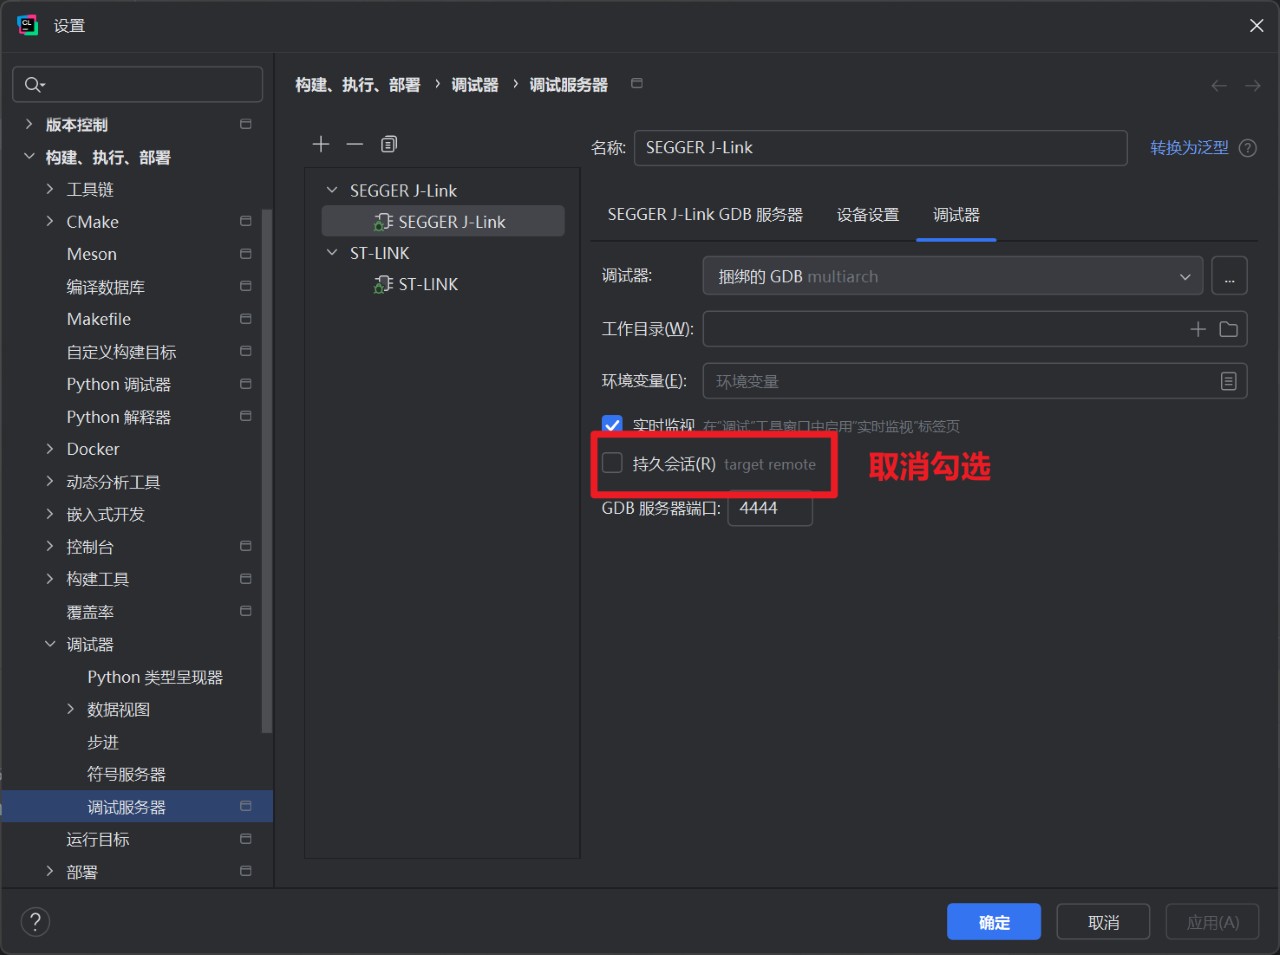 设置
版本控制
构建、执行、部署
工具链
CMake
Meson
编译数据库
Makefile
自定义构建目标
Python 调试器
Python 解释器
Docker
动态分析工具
嵌入式开发
控制台
构建工具
覆盖率
调试器
Python 类型呈现器
数据视图
步进
符号服务器
调试服务器
运行目标
部署
构建、执行、部署 › 调试器 › 调试服务器
SEGGER J-Link
SEGGER J-Link
ST-LINK
ST-LINK
名称: SEGGER J-Link 转换为泛型
SEGGER J-Link GDB 服务器 设备设置 调试器
调试器: 捆绑的 GDB multiarch ...
工作目录(W):
环境变量(E): 环境变量
实时监视 在"调试"工具窗口中启用"实时监视"标签页
持久会话(R) target remote 取消勾选
GDB 服务器端口: 4444
? 确定 取消 应用(A)